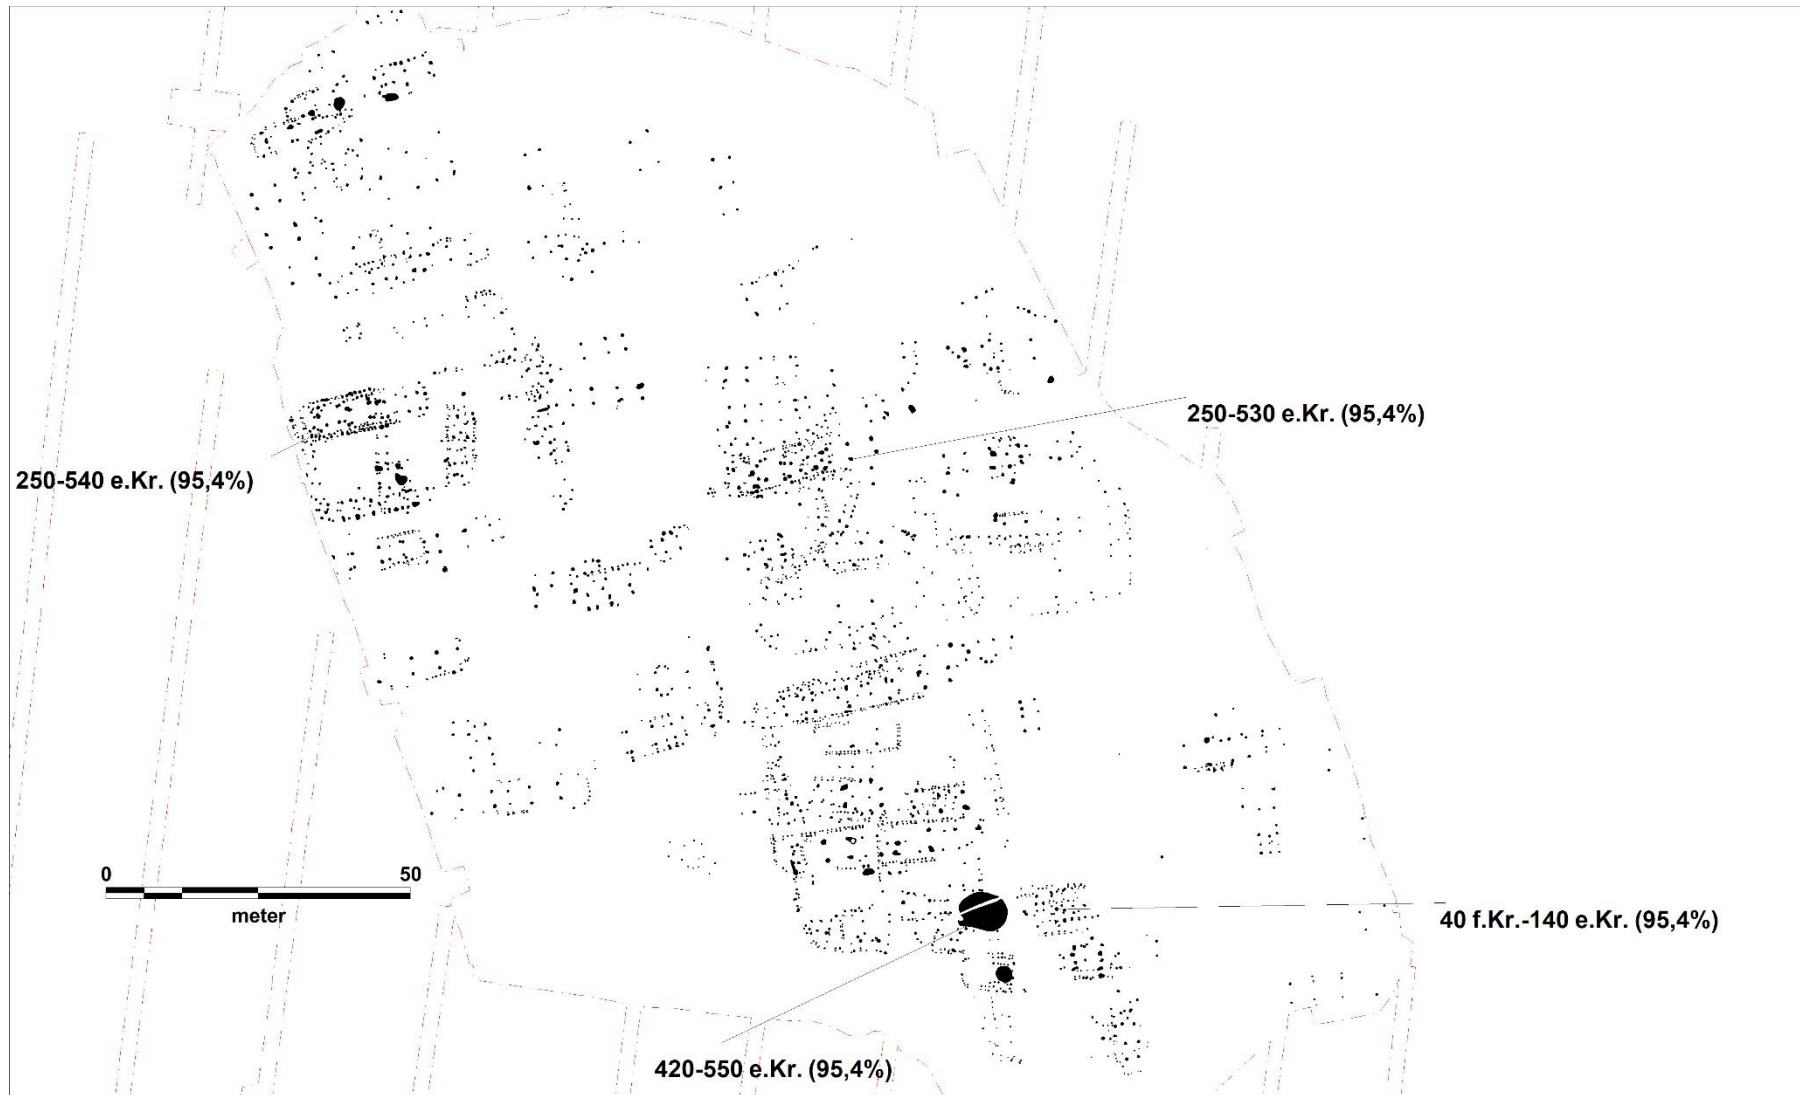 250-530 e.Kr. (95,4%)
250-540 e.Kr. (95,4%)
0 50
meter
40 f.Kr.-140 e.Kr. (95,4%)
420-550 e.Kr. (95,4%)